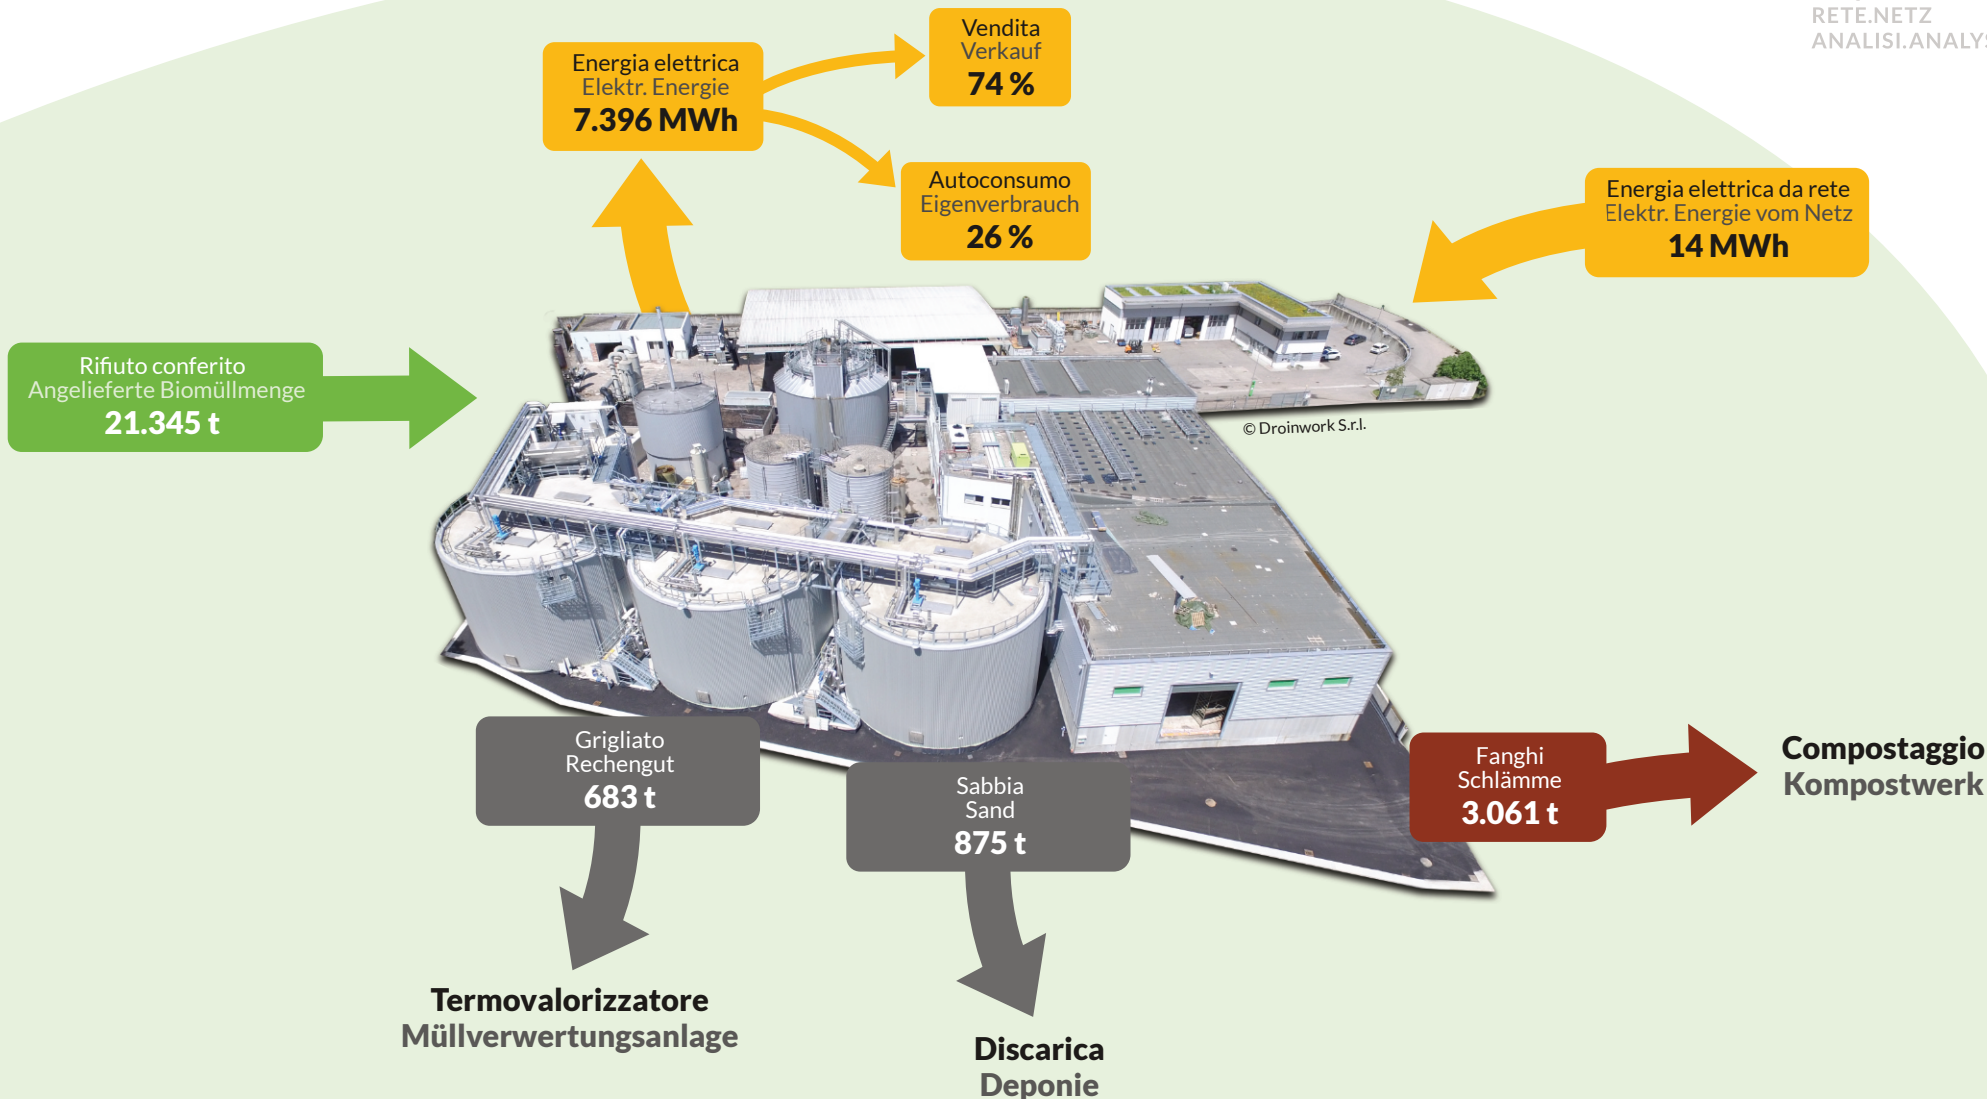 RETE.NETZ
Vendita
Verkauf
74 %
Energia elettrica
Elektr. Energie
7.396 MWh
Autoconsumo
Eigenverbrauch
26 %
Energia elettrica da rete
Elektr. Energie vom Netz
14 MWh
Rifiuto conferito
Angelieferte Biomüllmenge
21.345 t
© Droinwork S.r.l.
Grigliato
Rechengut
683 t
Sabbia
Sand
875 t
Fanghi
Schlämme
3.061 t
Compostaggio
Kompostwerk
Termovalorizzatore
Müllverwertungsanlage
Discarica
Deponie